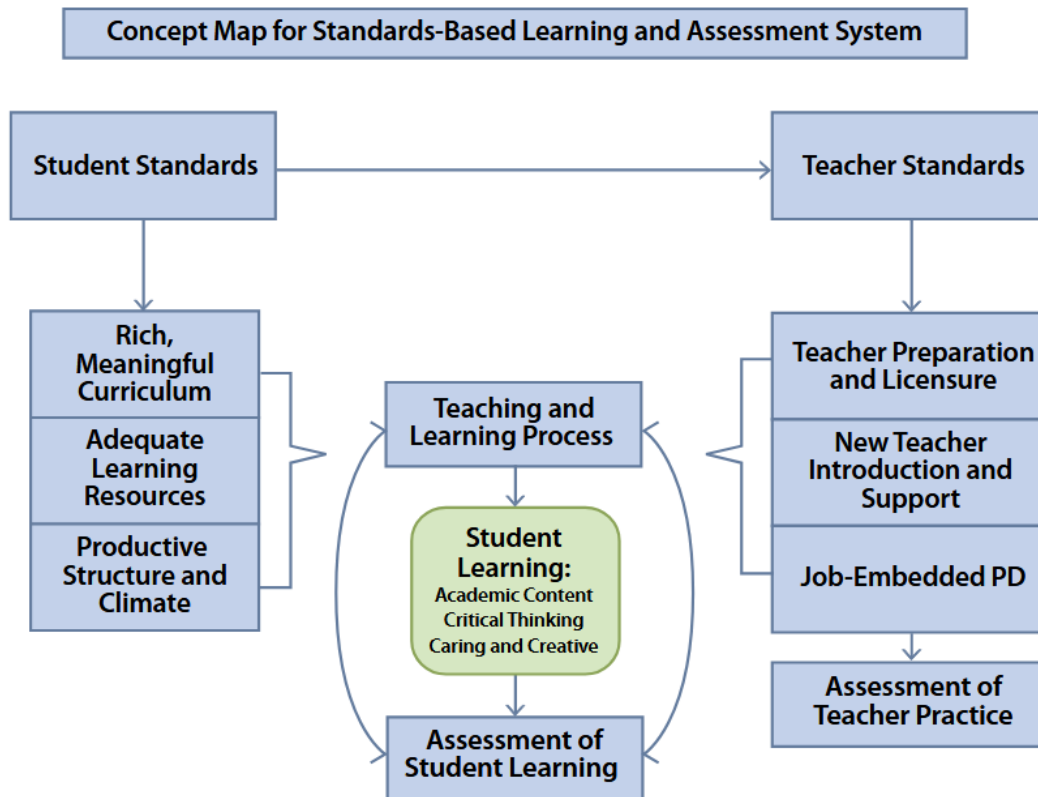 Concept Map for Standards-Based Learning and Assessment System
Student Standards
Teacher Standards
Rich,
Meaningful
Curriculum
Adequate
Learning
Resources
Productive
Structure and
Climate
Teaching and
Learning Process
Student
Learning:
Academic Content
Critical Thinking
Caring and Creative
Assessment of
Student Learning
Teacher Preparation
and Licensure
New Teacher
Introduction and
Support
Job-Embedded PD
Assessment of
Teacher Practice